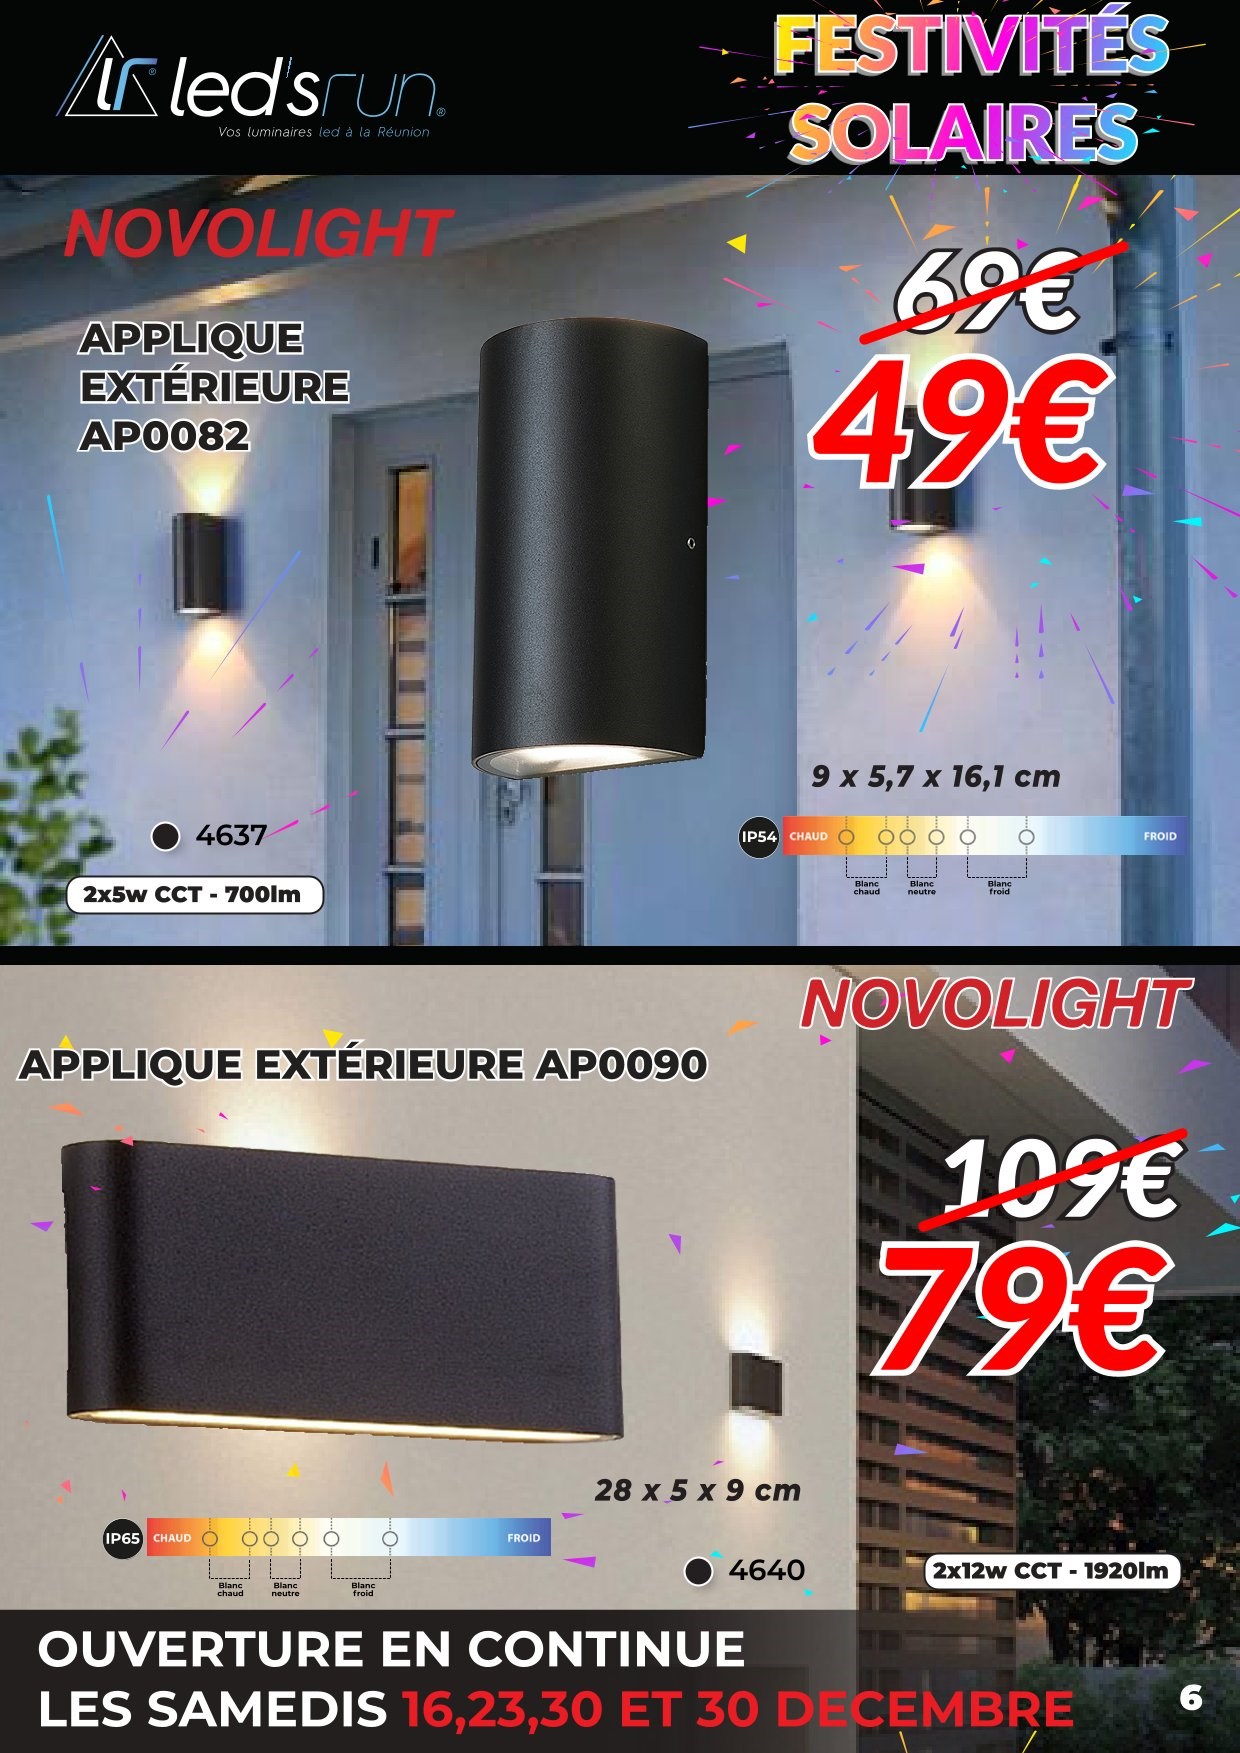 led'srun®
Vos luminaires led à la Réunion
FESTIVITÉS
SOLAIRES
NOVOLIGHT
APPLIQUE
EXTÉRIEURE
AP0082
69€
49€
9 x 5,7 x 16,1 cm
4637
2x5w CCT - 700lm
IP54 CHAUD FROID
Blanc chaud Blanc neutre Blanc froid
NOVOLIGHT
APPLIQUE EXTÉRIEURE AP0090
109€
79€
28 x 5 x 9 cm
IP65 CHAUD FROID
Blanc chaud Blanc neutre Blanc froid
4640
2x12w CCT - 1920lm
OUVERTURE EN CONTINUE
LES SAMEDIS 16,23,30 ET 30 DECEMBRE
6